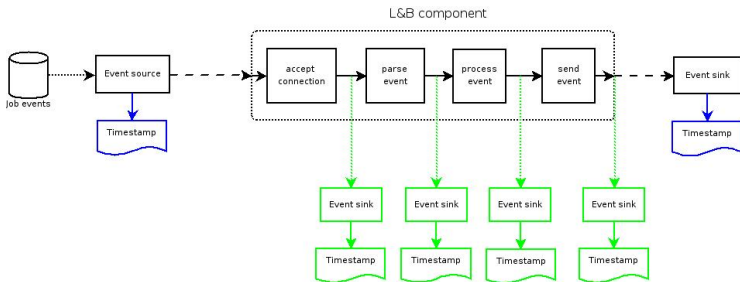 L&B component
accept
connection
parse
event
process
event
send
event
Event source
Event sink
Job events
Timestamp
Timestamp
Event sink
Event sink
Event sink
Event sink
Timestamp
Timestamp
Timestamp
Timestamp